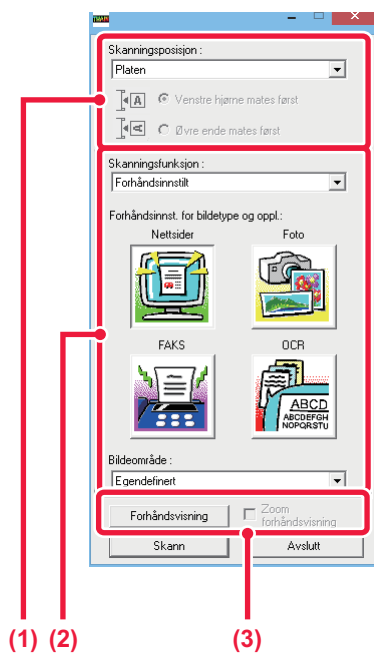 TWAIN
Skanningsposisjon :
Platen
A Venstre hjørne mates først
A Øvre ende mates først
Skanningsfunksjon :
Forhåndsinnstilt
Forhåndsinnst. for bildetype og oppl.:
Nettsider Foto
FAKS OCR
ABCD
ABCDEFGH
NOPQRSTU
Bildeområde :
Egendefinert
Forhåndsvisning Zoom
forhåndsvisning
Skann Avslutt
(1) (2) (3)